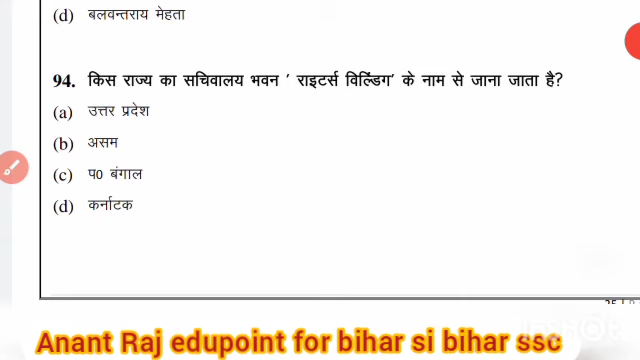 (d) बलवन्तराय मेहता
94. किस राज्य का सचिवालय भवन ' राइटर्स विल्डिंग' के नाम से जाना जाता है?
(a) उत्तर प्रदेश
(b) असम
(c) प0 बंगाल
(d) कर्नाटक
Anant Raj edupoint for bihar si bihar ssc